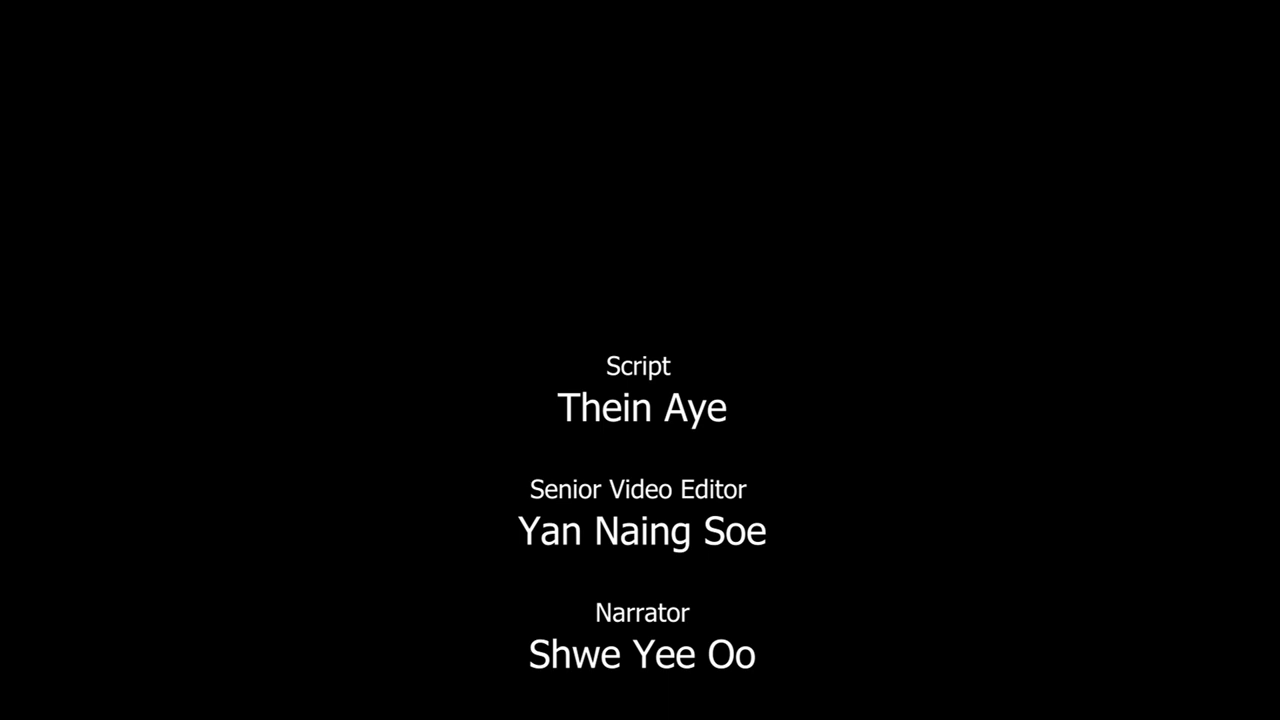 Script
Thein Aye
Senior Video Editor
Yan Naing Soe
Narrator
Shwe Yee Oo